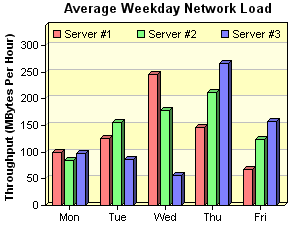 Average Weekday Network Load
Server #1 Server #2 Server #3
Throughput (MBytes Per Hour)
300
250
200
150
100
50
0
Mon Tue Wed Thu Fri